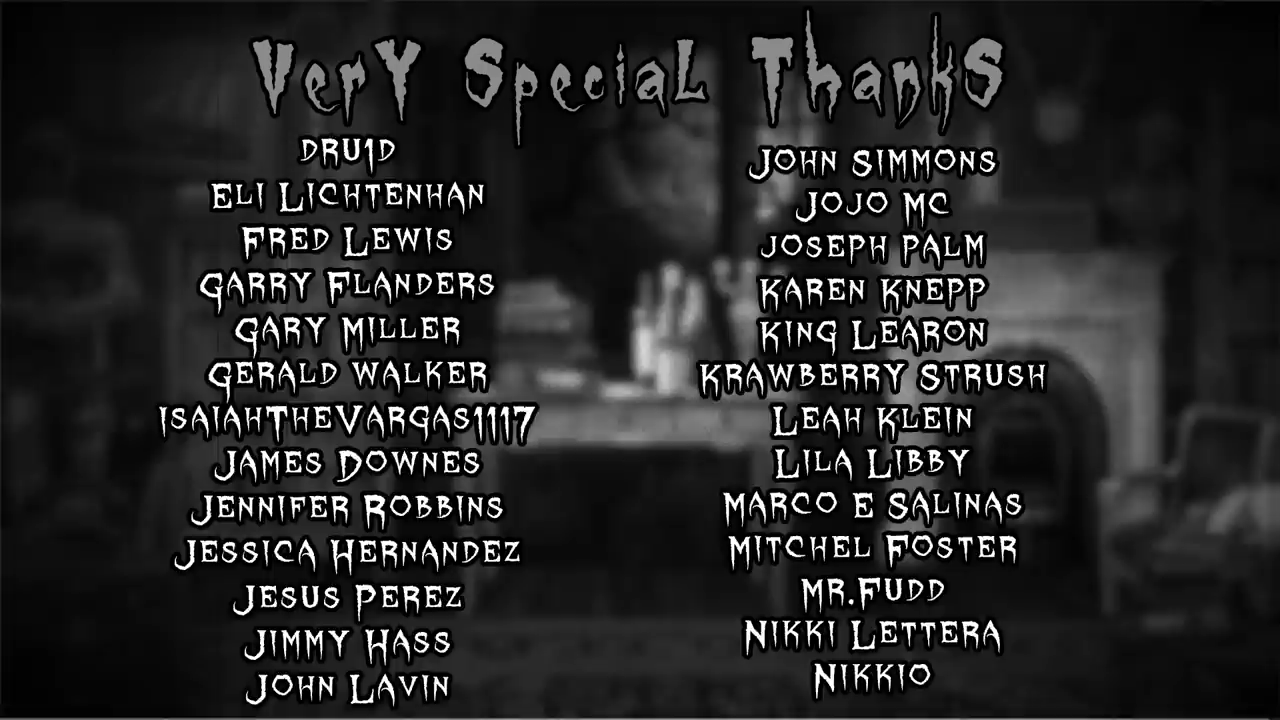 Very Special Thanks
DRU1D
Eli Lichtenhan
Fred Lewis
Garry Flanders
Gary Miller
Gerald Walker
IsaiahTheVargas1117
James Downes
Jennifer Robbins
Jessica Hernandez
Jesus Perez
Jimmy Hass
John Lavin
John Simmons
Jojo Mc
Joseph Palm
Karen Knepp
King Learon
Krawberry Strush
Leah Klein
Lila Libby
Marco E Salinas
Mitchel Foster
Mr.Fudd
Nikki Lettera
Nikkio